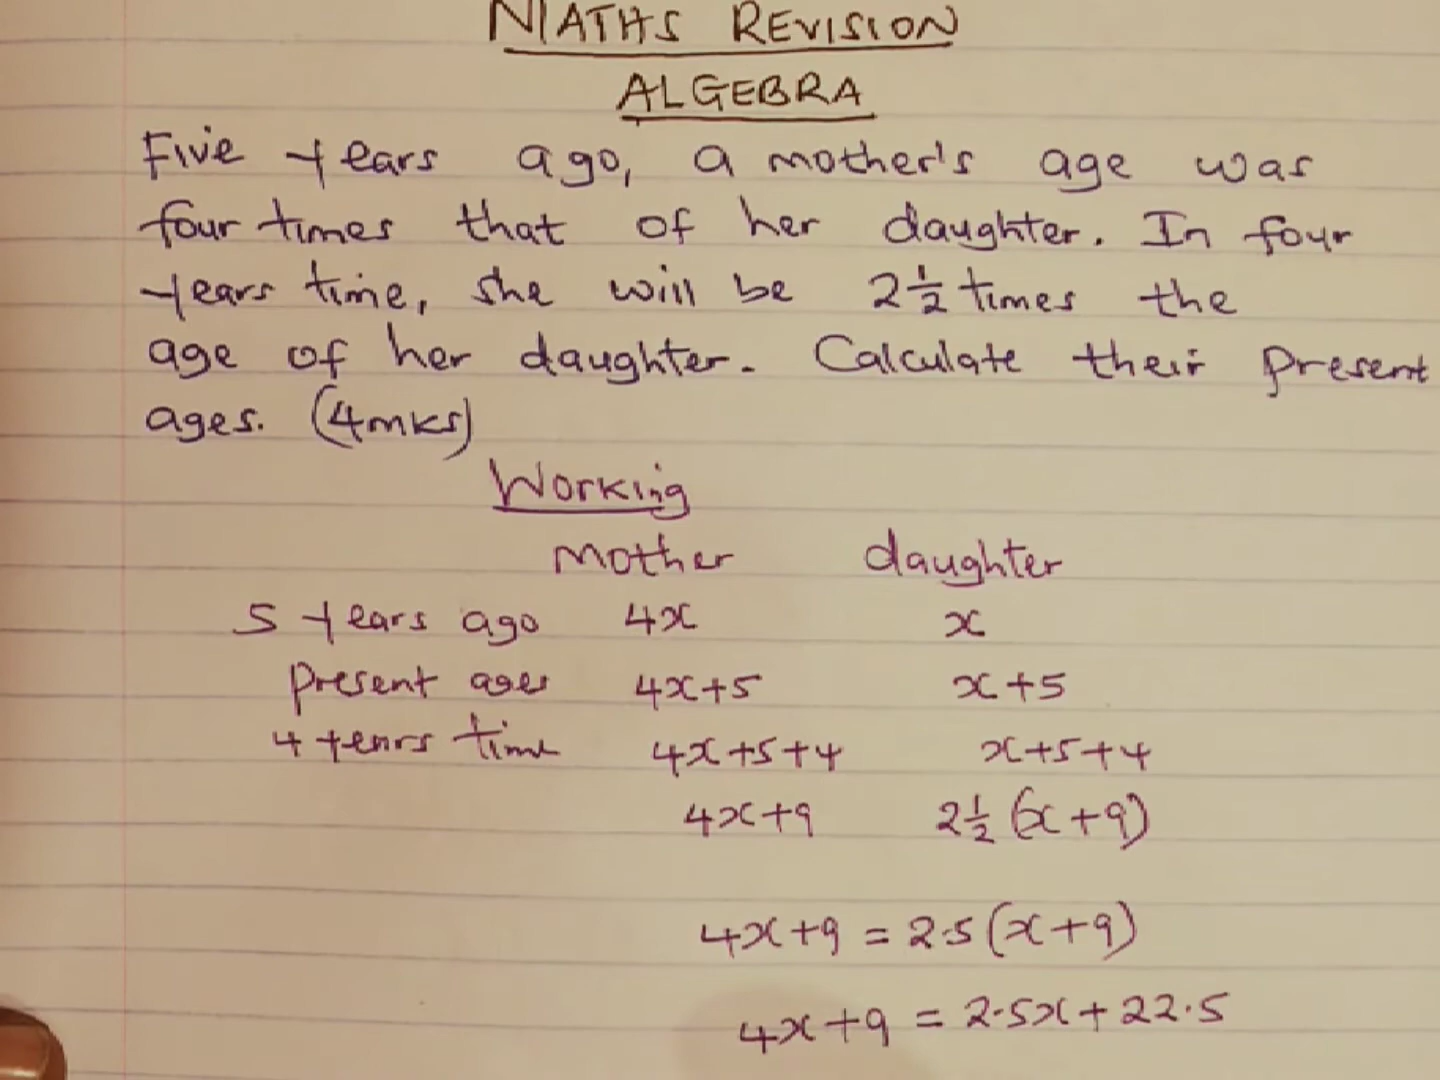 MATHS REVISION
ALGEBRA
Five years ago, a mother's age was
four times that of her daughter. In four
years time, she will be 2½ times the
age of her daughter. Calculate their present
ages. (4mks)
Working
Mother daughter
5 years ago 4x x
Present ages 4x+5 x+5
4 years time 4x+5+4 x+5+4
4x+9 2½(x+9)
4x+9 = 2.5(x+9)
4x+9 = 2.5x+22.5